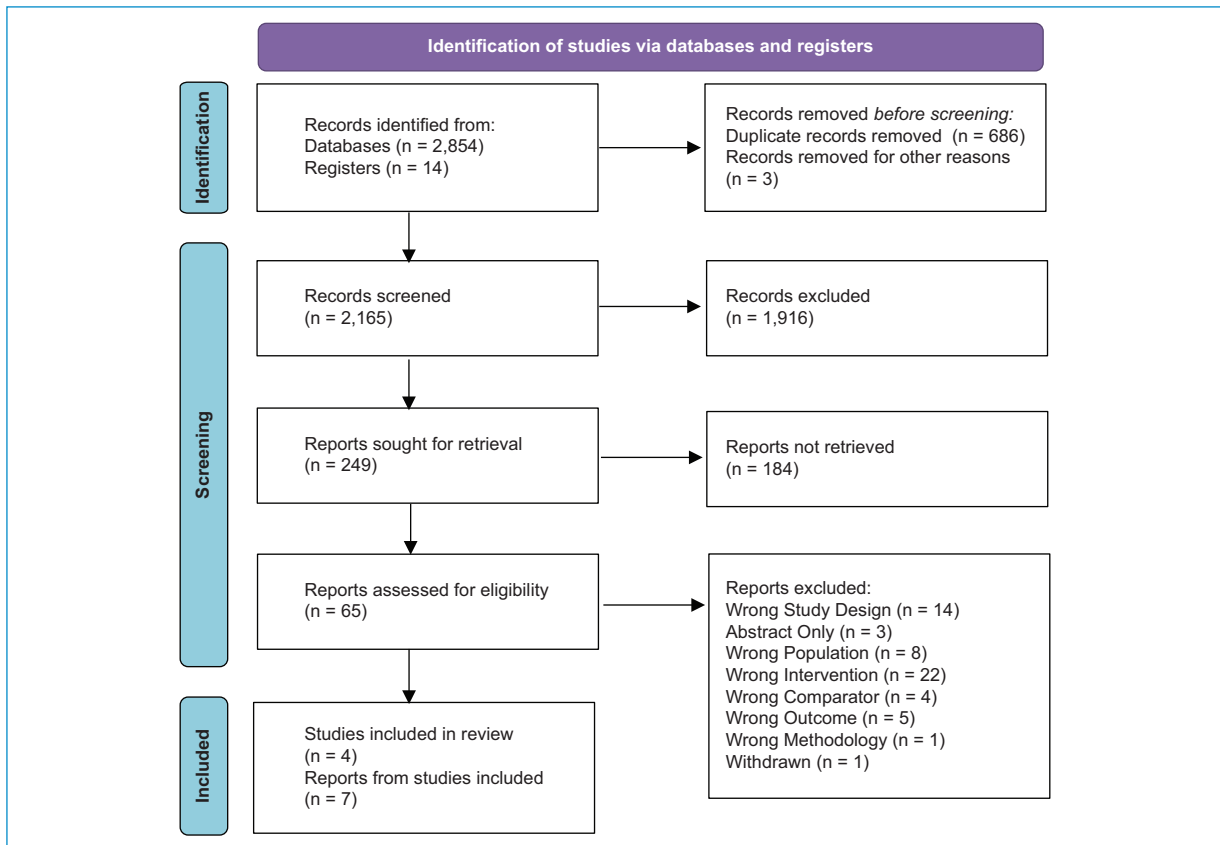 Identification of studies via databases and registers
Identification
Records identified from:
Databases (n = 2,854)
Registers (n = 14)
Records removed before screening:
Duplicate records removed (n = 686)
Records removed for other reasons
(n = 3)
Screening
Records screened
(n = 2,165)
Records excluded
(n = 1,916)
Reports sought for retrieval
(n = 249)
Reports not retrieved
(n = 184)
Reports assessed for eligibility
(n = 65)
Reports excluded:
Wrong Study Design (n = 14)
Abstract Only (n = 3)
Wrong Population (n = 8)
Wrong Intervention (n = 22)
Wrong Comparator (n = 4)
Wrong Outcome (n = 5)
Wrong Methodology (n = 1)
Withdrawn (n = 1)
Included
Studies included in review
(n = 4)
Reports from studies included
(n = 7)